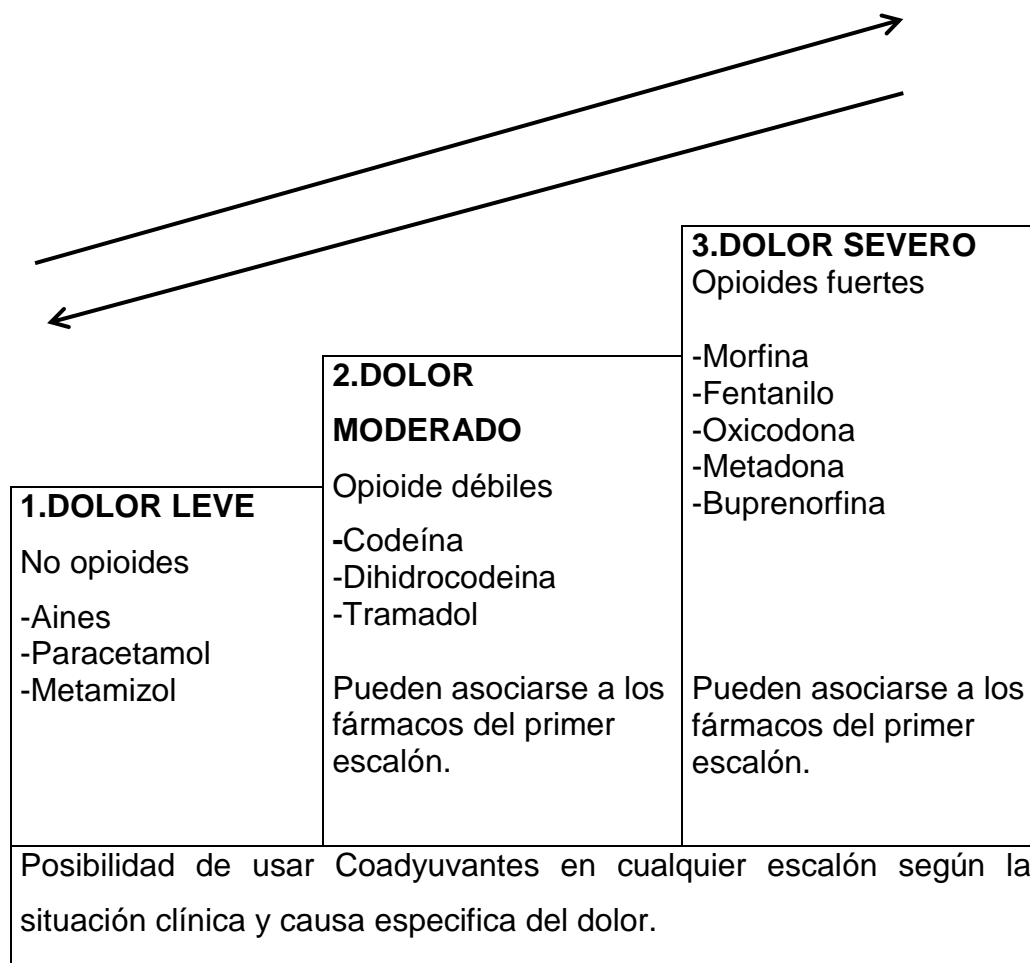 3.DOLOR SEVERO
Opioides fuertes
-Morfina
-Fentanilo
-Oxicodona
-Metadona
-Buprenorfina
Pueden asociarse a los
fármacos del primer
escalón.
2.DOLOR
MODERADO
Opioide débiles
-Codeína
-Dihidrocodeina
-Tramadol
Pueden asociarse a los
fármacos del primer
escalón.
1.DOLOR LEVE
No opioides
-Aines
-Paracetamol
-Metamizol
Posibilidad de usar Coadyuvantes en cualquier escalón según la
situación clínica y causa especifica del dolor.